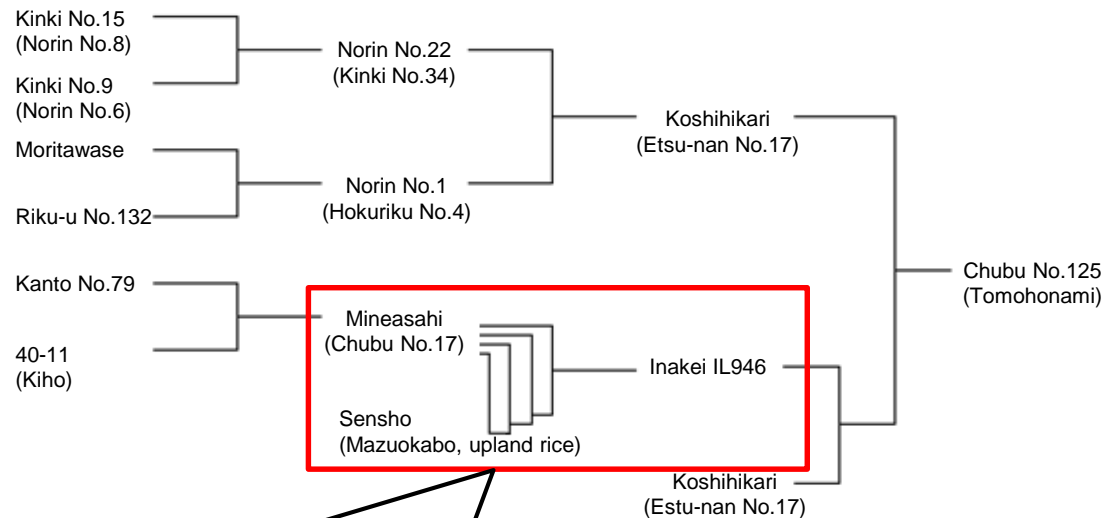 Kinki No.15
(Norin No.8)
Kinki No.9
(Norin No.6)
Norin No.22
(Kinki No.34)
Moritawase
Riku-u No.132
Norin No.1
(Hokuriku No.4)
Koshihikari
(Etsu-nan No.17)
Kanto No.79
40-11
(Kiho)
Mineasahi
(Chubu No.17)
Sensho
(Mazuokabo, upland rice)
Inakei IL946
Koshihikari
(Estu-nan No.17)
Chubu No.125
(Tomohonami)